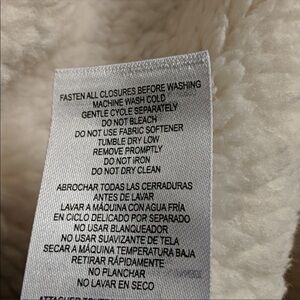 FASTEN ALL CLOSURES BEFORE WASHING
MACHINE WASH COLD
GENTLE CYCLE SEPARATELY
DO NOT BLEACH
DO NOT USE FABRIC SOFTENER
TUMBLE DRY LOW
REMOVE PROMPTLY
DO NOT IRON
DO NOT DRY CLEAN
ABROCHAR TODAS LAS CERRADURAS
ANTES DE LAVAR
LAVAR A MÁQUINA CON AGUA FRÍA
EN CICLO DELICADO POR SEPARADO
NO USAR BLANQUEADOR
NO USAR SUAVIZANTE DE TELA
SECAR A MÁQUINA TEMPERATURA BAJA
RETIRAR RÁPIDAMENTE
NO PLANCHAR
NO LAVAR EN SECO